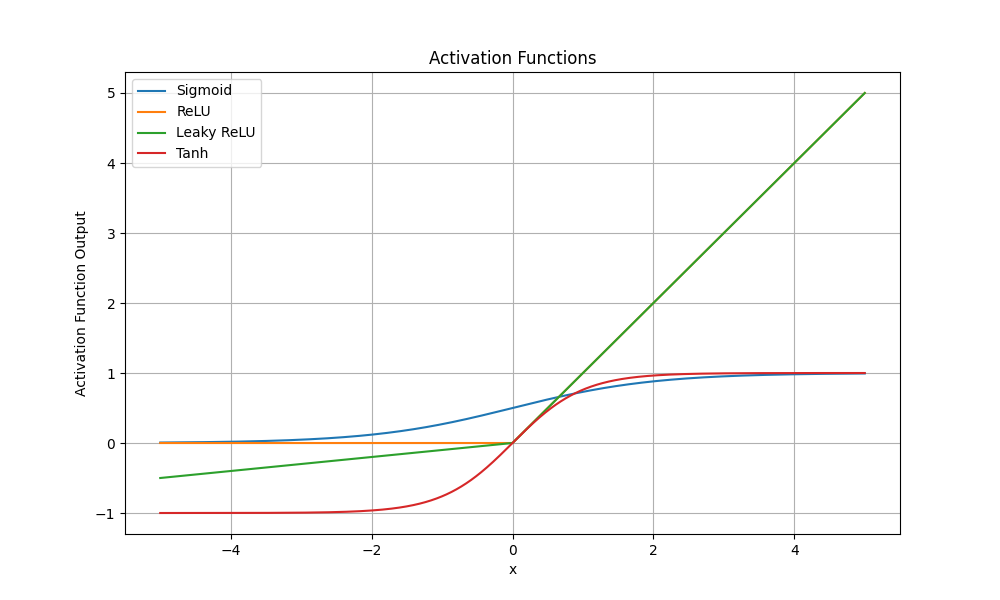 Activation Functions
Sigmoid
ReLU
Leaky ReLU
Tanh
5
4
3
2
1
0
−1
Activation Function Output
−4
−2
0
2
4
x